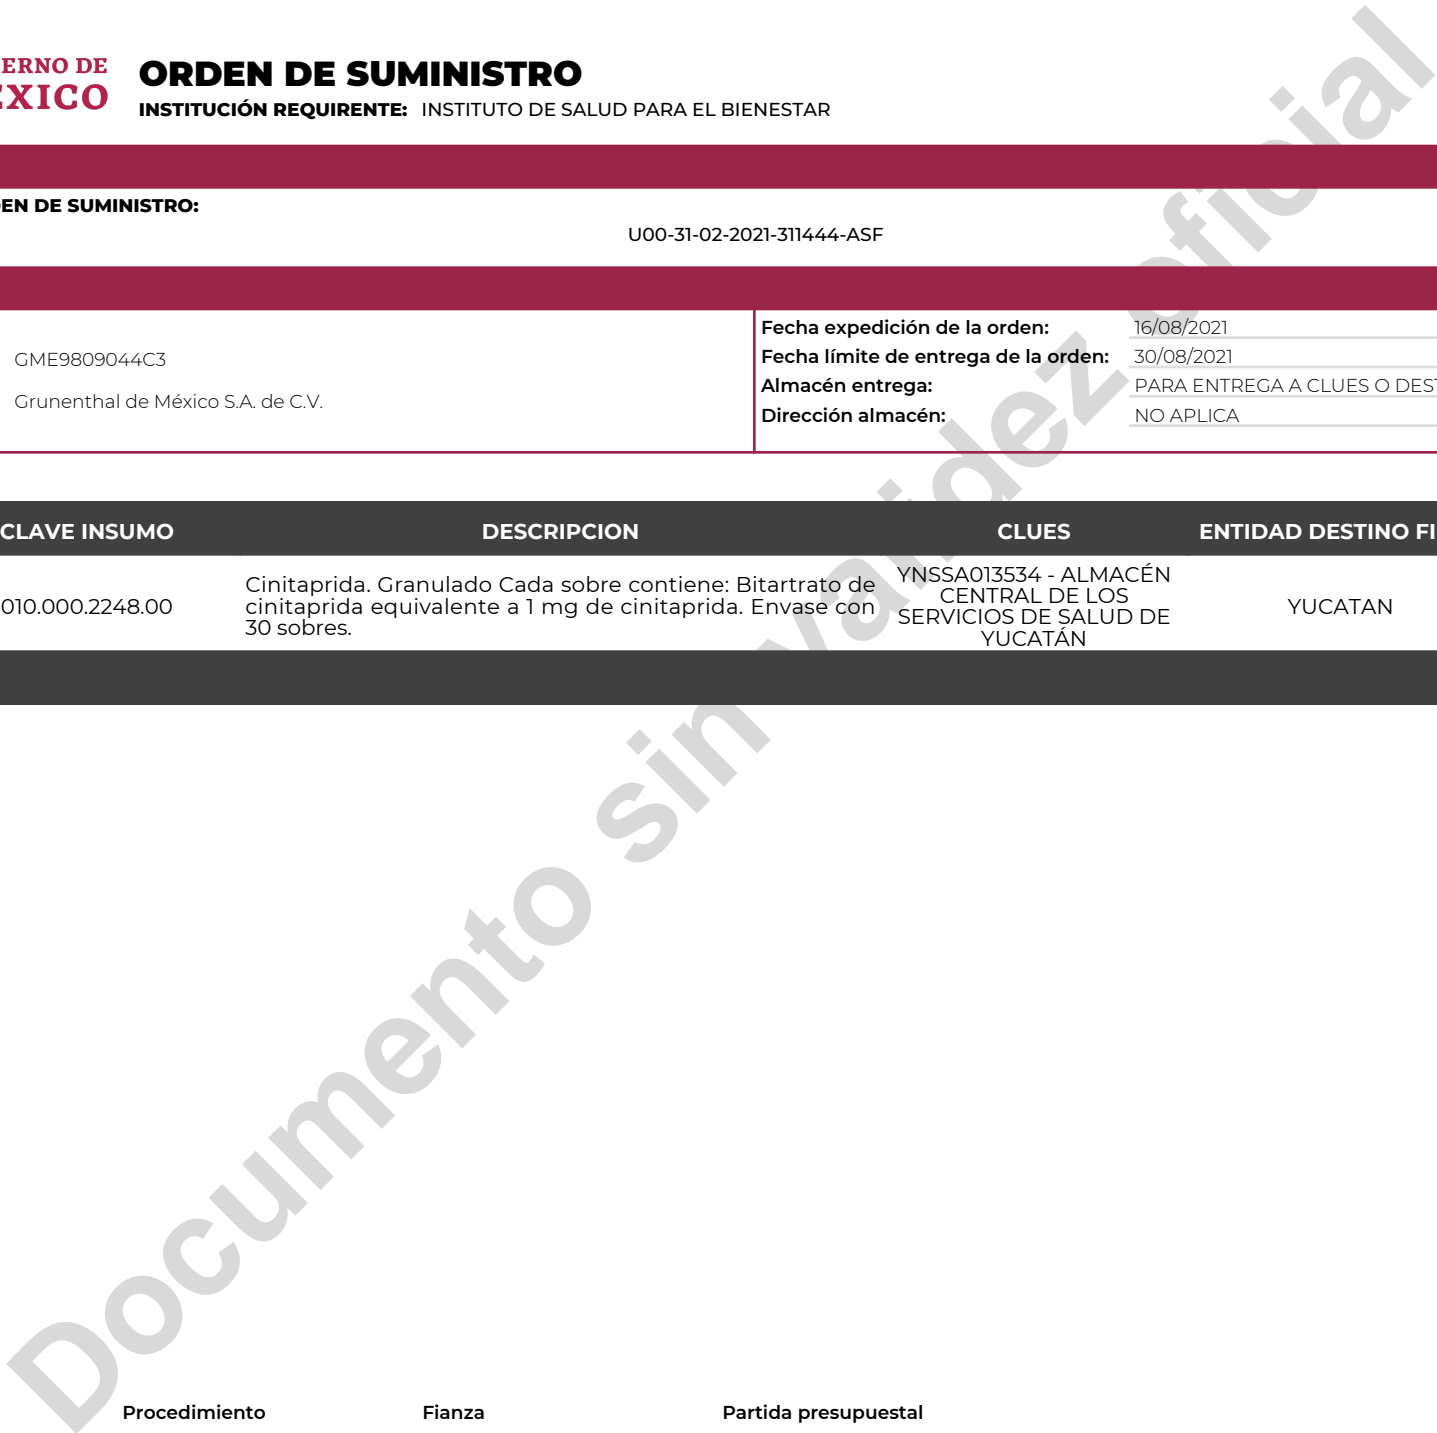 ERNO DE
ÉXICO
ORDEN DE SUMINISTRO
INSTITUCIÓN REQUIRENTE: INSTITUTO DE SALUD PARA EL BIENESTAR
EN DE SUMINISTRO:
U00-31-02-2021-311444-ASF
GME9809044C3
Grunenthal de México S.A. de C.V.
Fecha expedición de la orden: 16/08/2021
Fecha límite de entrega de la orden: 30/08/2021
Almacén entrega: PARA ENTREGA A CLUES O DEST
Dirección almacén: NO APLICA
CLAVE INSUMO DESCRIPCION CLUES ENTIDAD DESTINO FI
010.000.2248.00
Cinitaprida. Granulado Cada sobre contiene: Bitartrato de
cinitaprida equivalente a 1 mg de cinitaprida. Envase con
30 sobres.
YNSSA013534 - ALMACÉN
CENTRAL DE LOS
SERVICIOS DE SALUD DE
YUCATÁN
YUCATAN
Documento sin validez oficial
Procedimiento Fianza Partida presupuestal